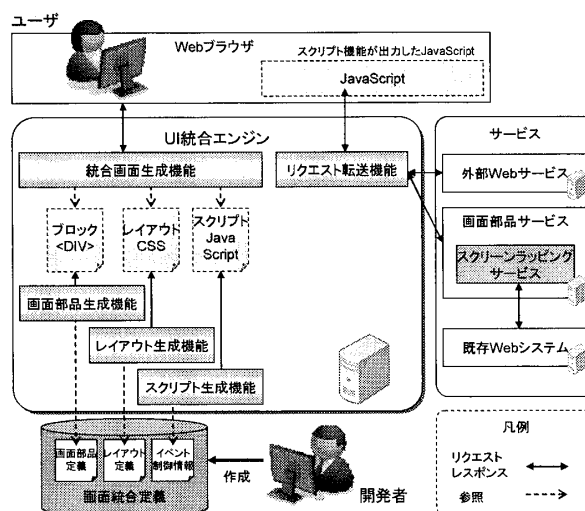 ユーザ
Webブラウザ
スクリプト機能が出力したJavaScript
JavaScript
UI統合エンジン
統合画面生成機能
リクエスト転送機能
ブロック
<DIV>
レイアウト
CSS
スクリプト
Java
Script
画面部品生成機能
レイアウト生成機能
スクリプト生成機能
サービス
外部Webサービス
画面部品サービス
スクリーンラッピング
サービス
既存Webシステム
画面部品
定義
レイアウト
定義
イベント
制御情報
画面統合定義
作成
開発者
凡例
リクエスト
レスポンス
参照